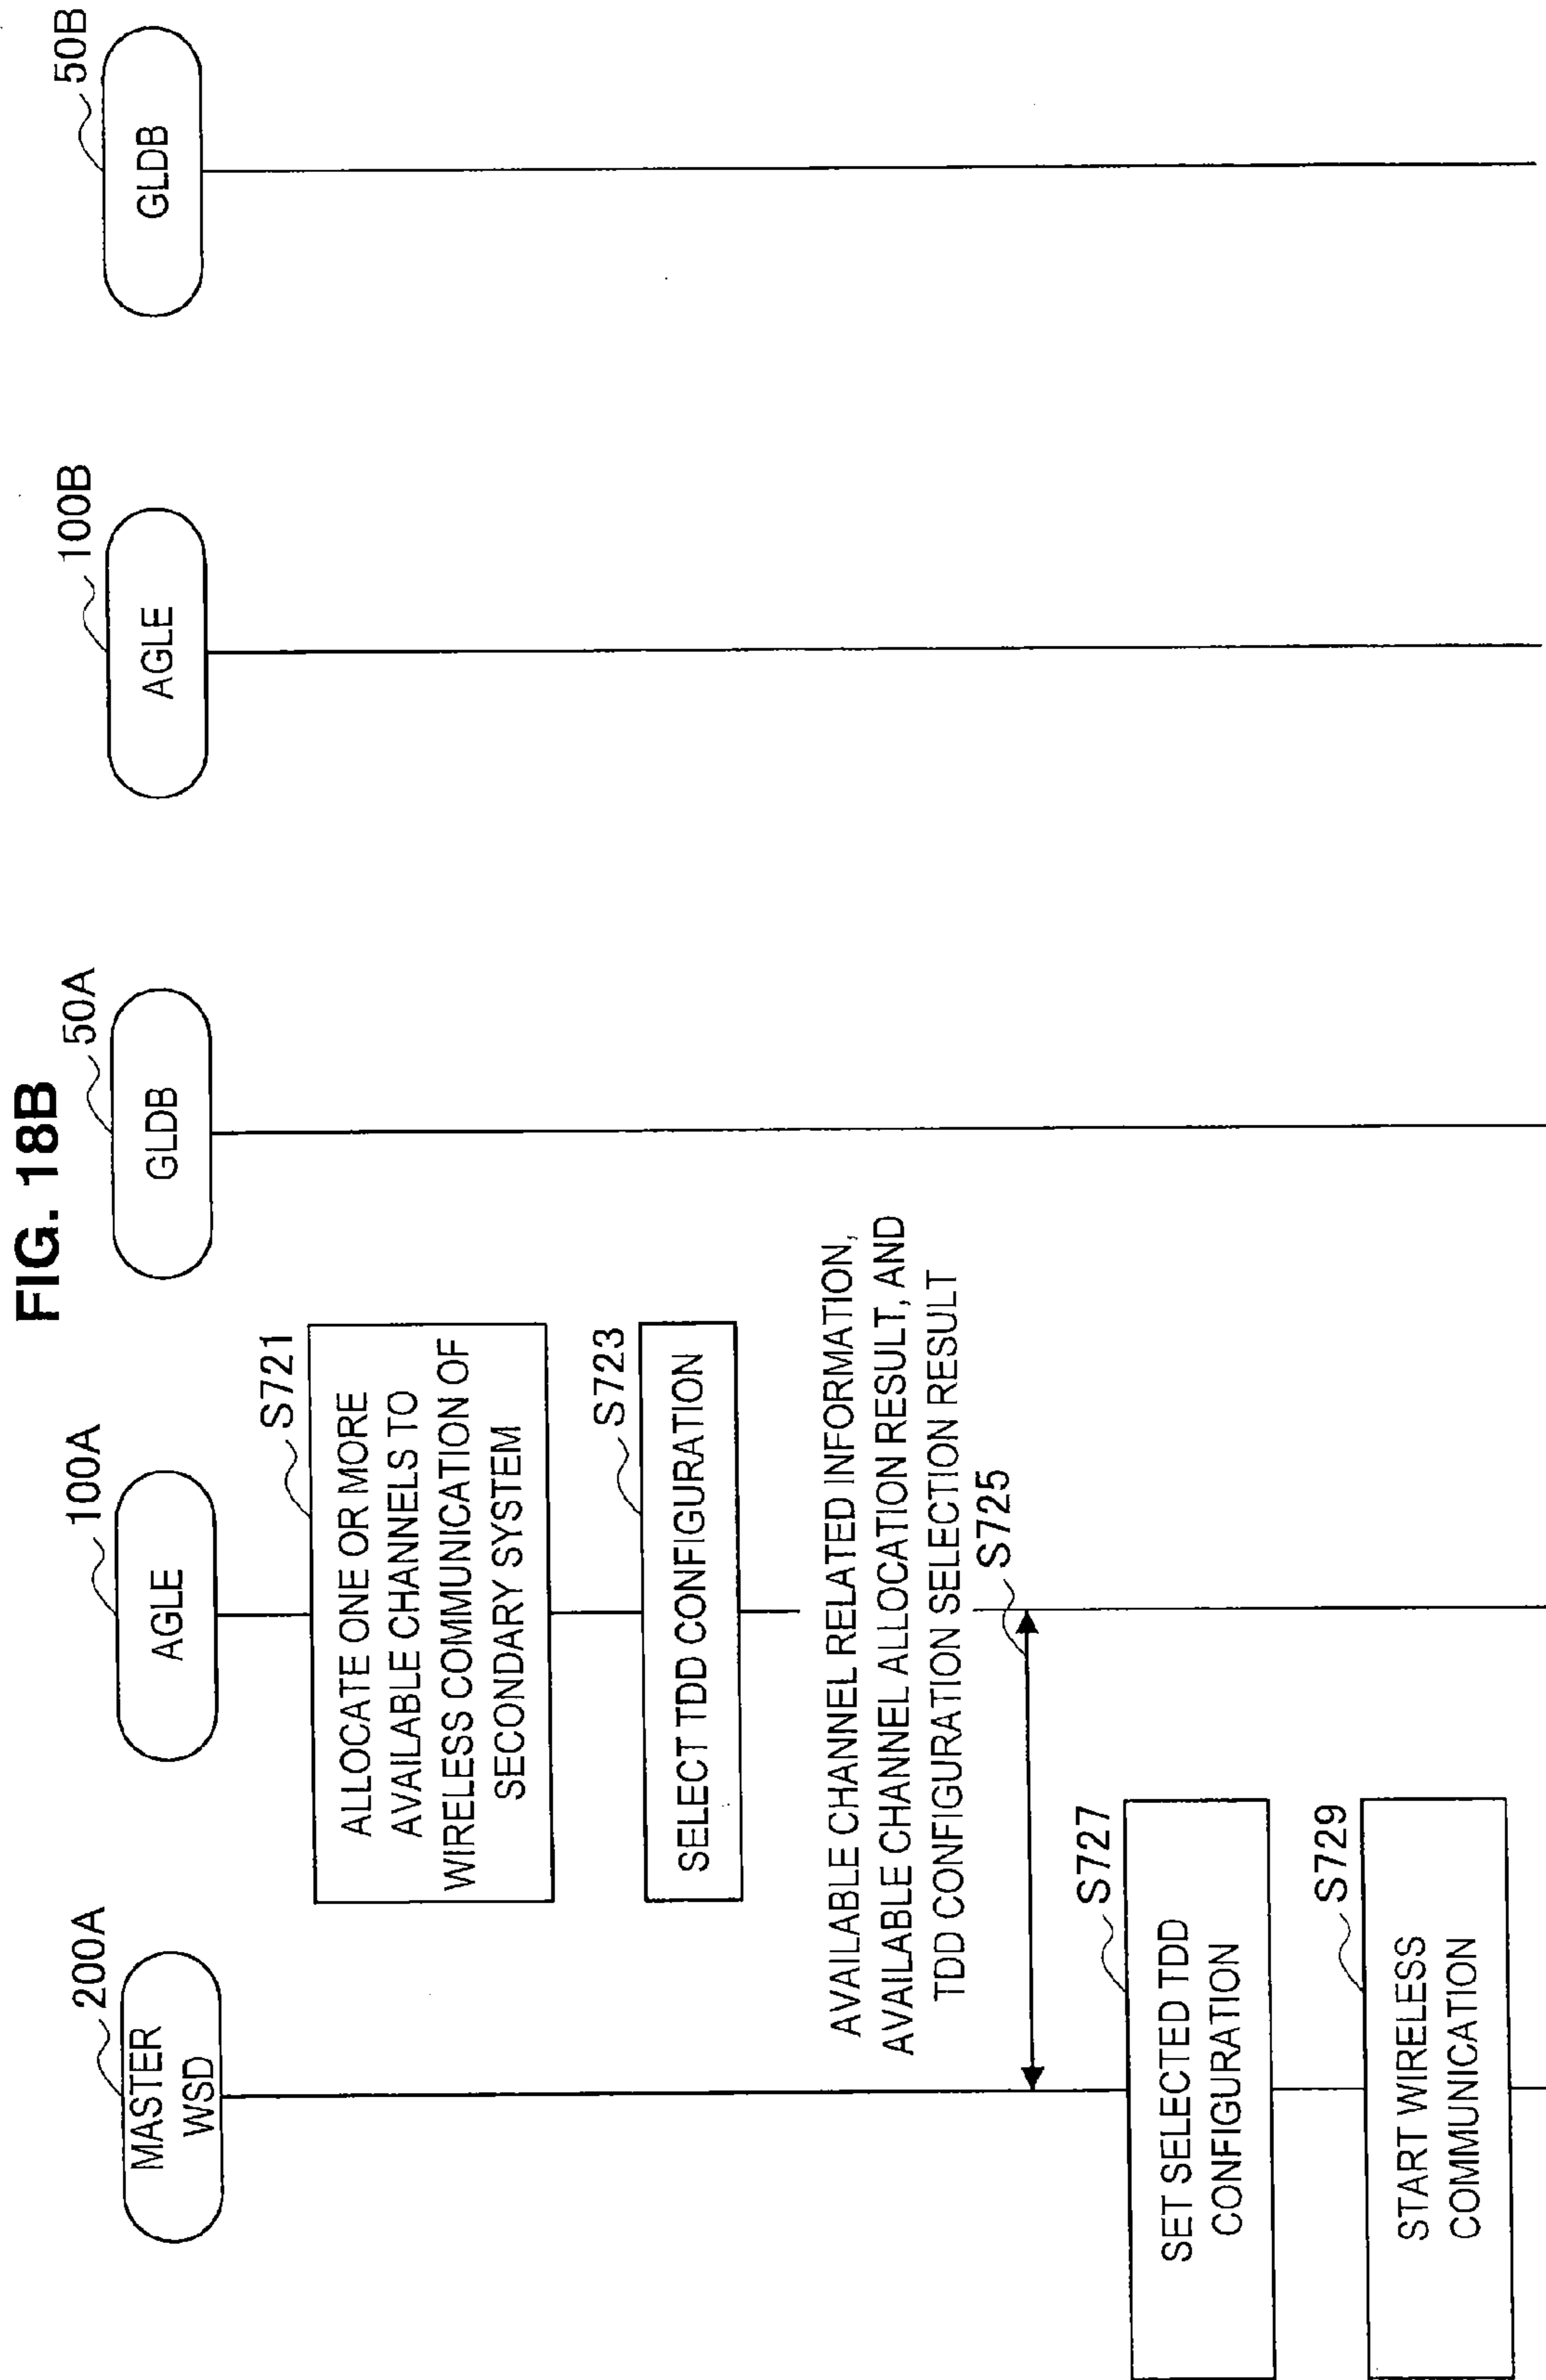 FIG. 18B
200A
100A
50A
100B
50B
MASTER
WSD
AGLE
GLDB
AGLE
GLDB
S721
ALLOCATE ONE OR MORE
AVAILABLE CHANNELS TO
WIRELESS COMMUNICATION OF
SECONDARY SYSTEM
S723
SELECT TDD CONFIGURATION
AVAILABLE CHANNEL RELATED INFORMATION,
AVAILABLE CHANNEL ALLOCATION RESULT, AND
TDD CONFIGURATION SELECTION RESULT
S725
S727
SET SELECTED TDD
CONFIGURATION
S729
START WIRELESS
COMMUNICATION